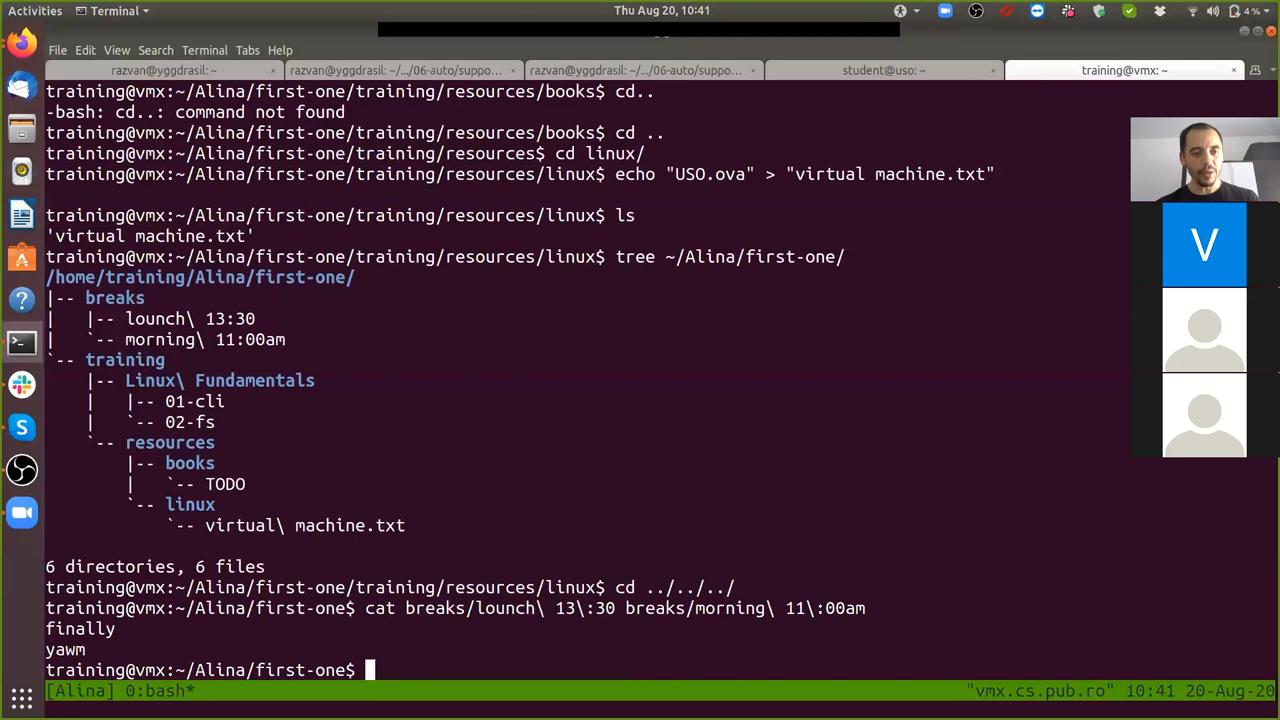 Activities Terminal Thu Aug 20, 10:41 4 %
File Edit View Search Terminal Tabs Help
razvan@yggdrasil: ~ × razvan@yggdrasil: ~/.../06-auto/suppo... × razvan@yggdrasil: ~/.../06-auto/suppo... × student@uso: ~ × training@vmx: ~ ×
training@vmx:~/Alina/first-one/training/resources/books$ cd..
-bash: cd..: command not found
training@vmx:~/Alina/first-one/training/resources/books$ cd ..
training@vmx:~/Alina/first-one/training/resources$ cd linux/
training@vmx:~/Alina/first-one/training/resources/linux$ echo "USO.ova" > "virtual machine.txt"
training@vmx:~/Alina/first-one/training/resources/linux$ ls
'virtual machine.txt'
training@vmx:~/Alina/first-one/training/resources/linux$ tree ~/Alina/first-one/
/home/training/Alina/first-one/
|-- breaks
|   |-- lounch\ 13:30
|   `-- morning\ 11:00am
`-- training
    |-- Linux\ Fundamentals
    |   |-- 01-cli
    |   `-- 02-fs
    `-- resources
        |-- books
        |   `-- TODO
        `-- linux
            `-- virtual\ machine.txt
6 directories, 6 files
training@vmx:~/Alina/first-one/training/resources/linux$ cd ../../../
training@vmx:~/Alina/first-one$ cat breaks/lounch\ 13\:30 breaks/morning\ 11\:00am
finally
yawm
training@vmx:~/Alina/first-one$
[Alina] 0:bash* "vmx.cs.pub.ro" 10:41 20-Aug-20
V